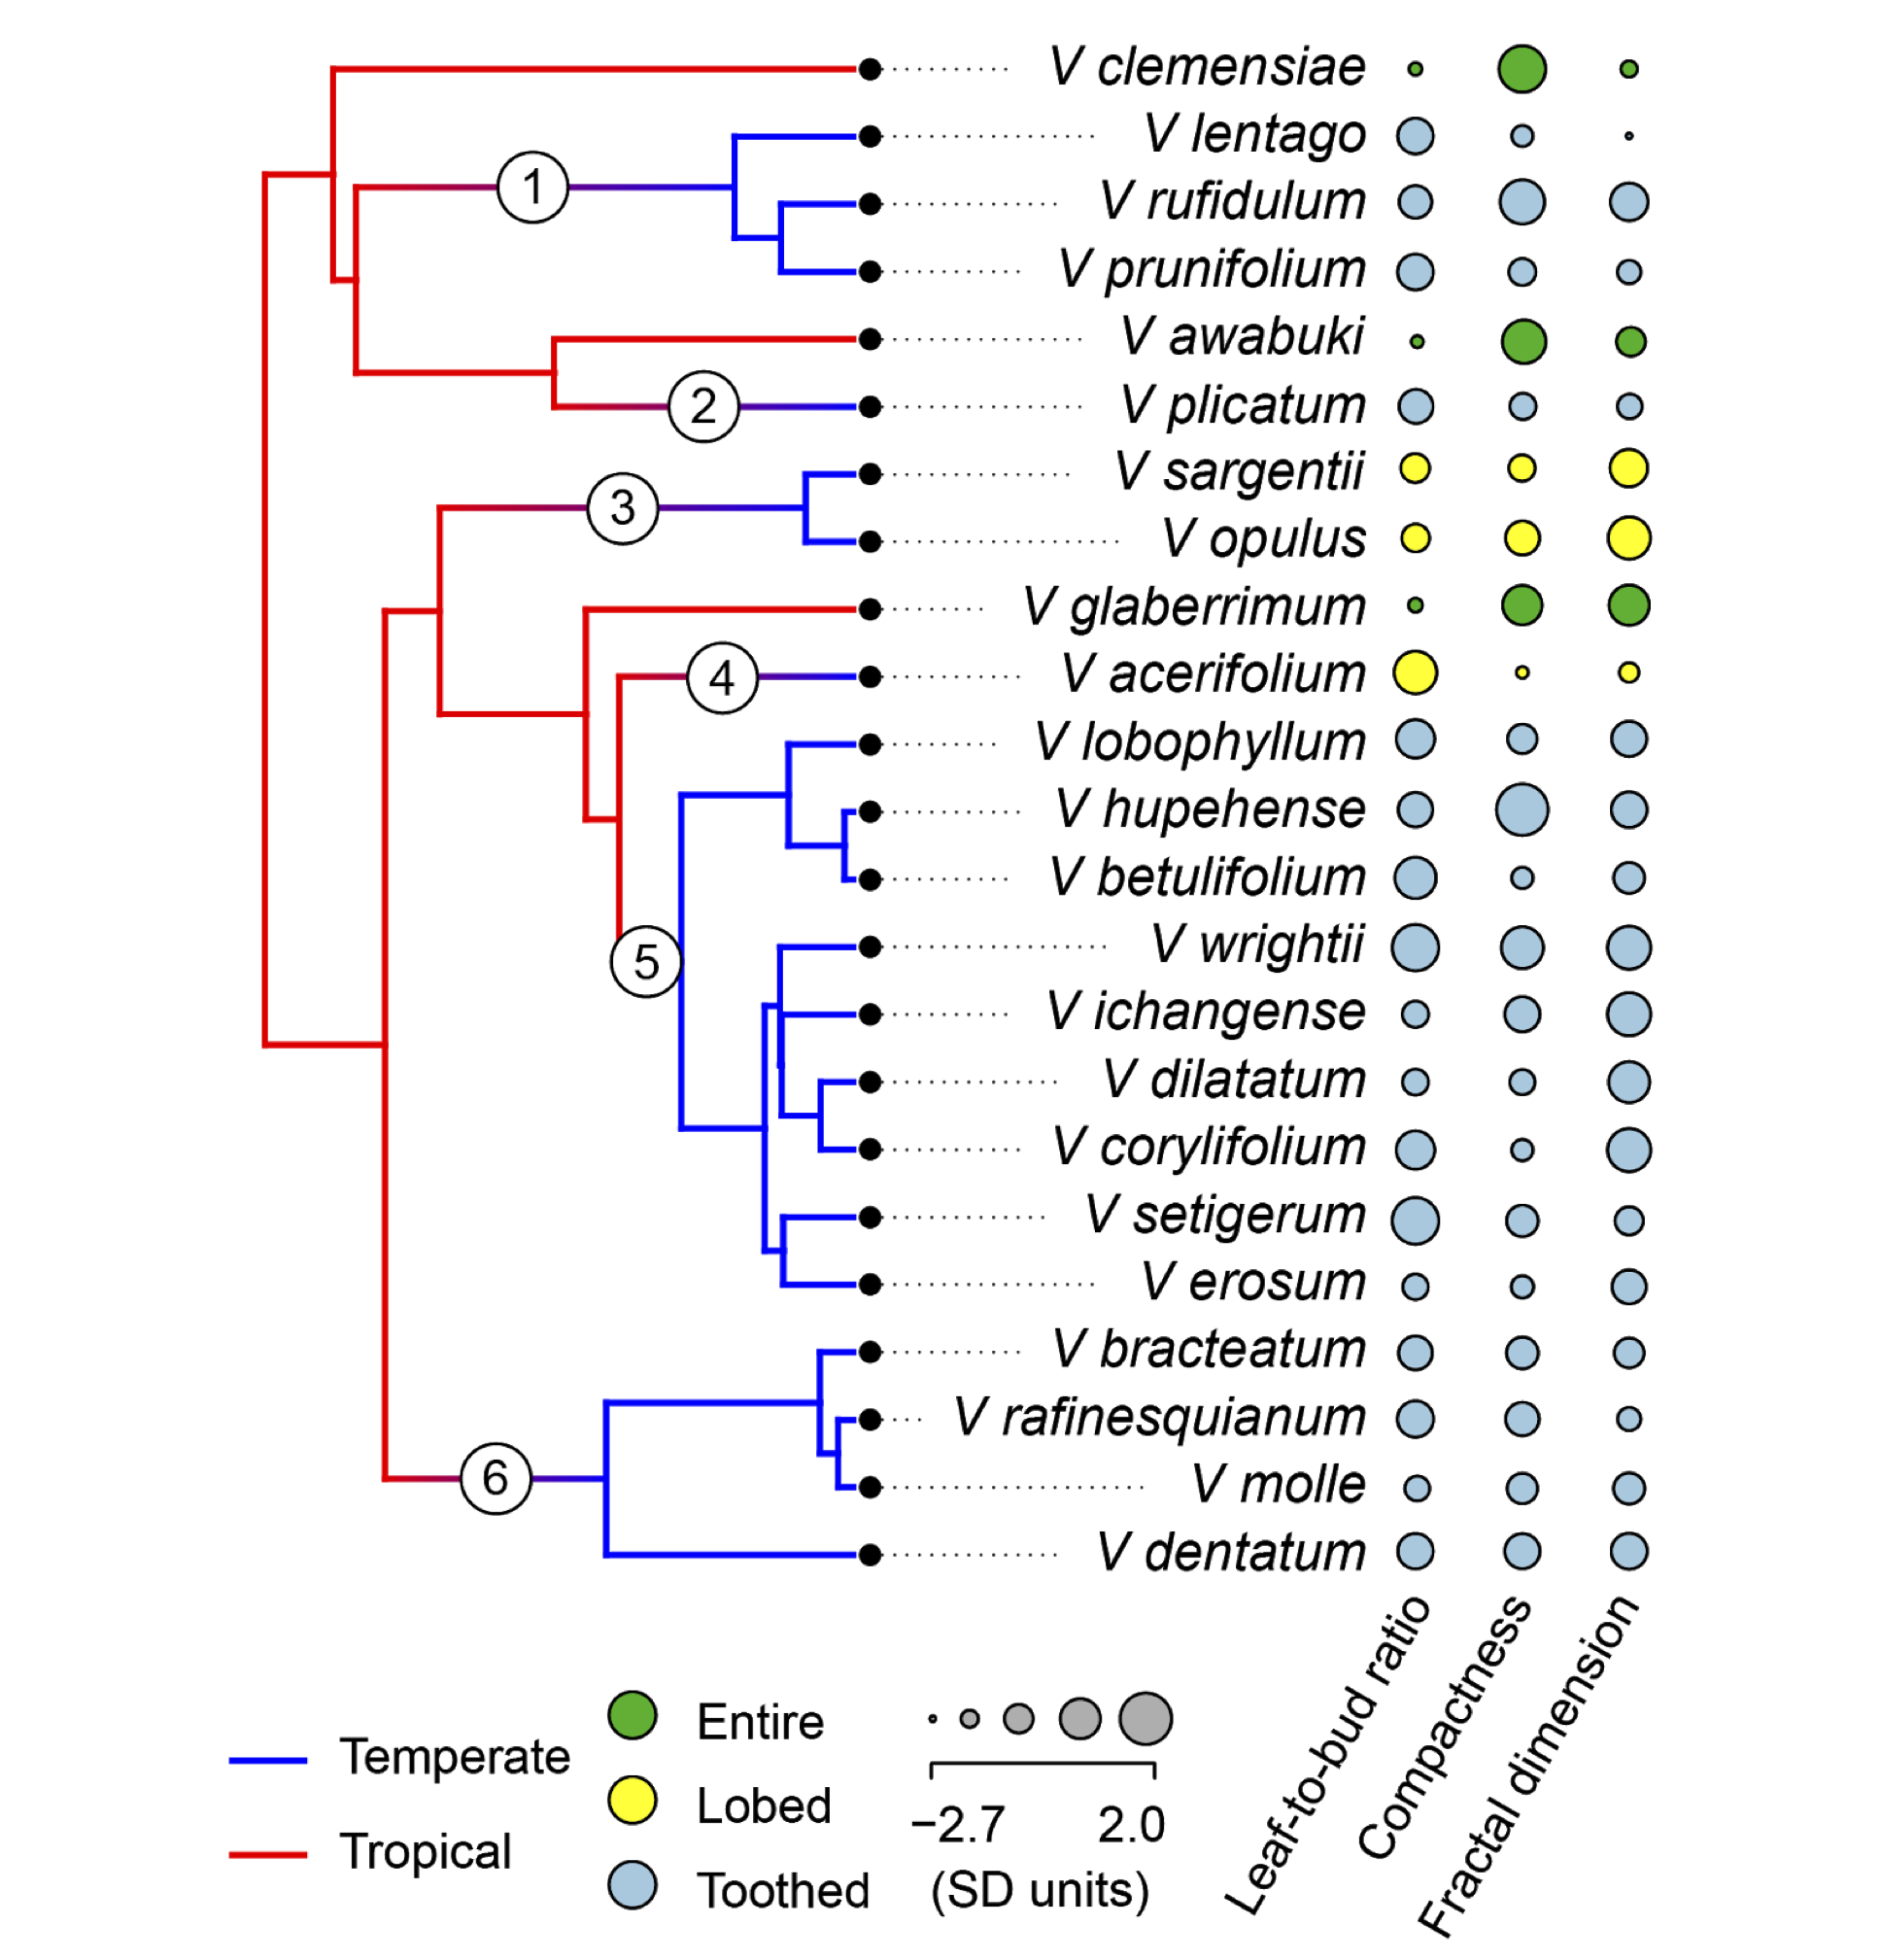 V clemensiae
V lentago
1
V rufidulum
V prunifolium
V awabuki
2
V plicatum
V sargentii
3
V opulus
V glaberrimum
4
V acerifolium
V lobophyllum
V hupehense
V betulifolium
5
V wrightii
V ichangense
V dilatatum
V corylifolium
V setigerum
V erosum
V bracteatum
V rafinesquianum
6
V molle
V dentatum
Leaf-to-bud ratio
Compactness
Fractal dimension
Temperate
Tropical
Entire
Lobed
Toothed
−2.7 2.0
(SD units)